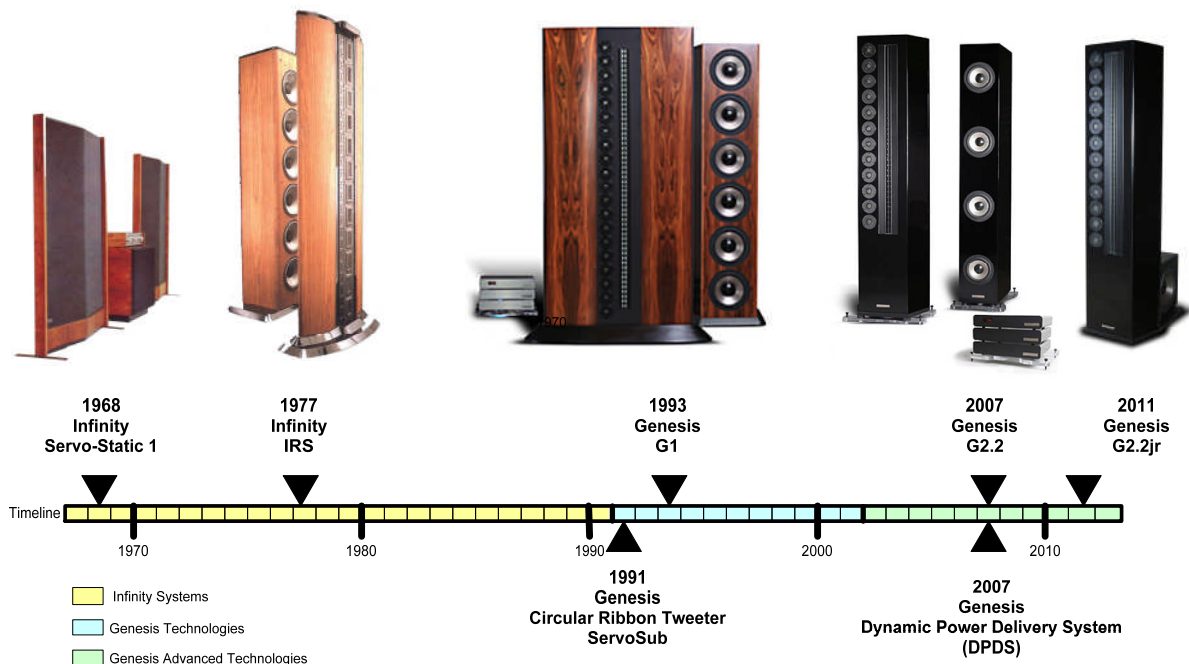 970
1968
Infinity
Servo-Static 1
1977
Infinity
IRS
1993
Genesis
G1
2007
Genesis
G2.2
2011
Genesis
G2.2jr
Timeline
1970
1980
1990
2000
2010
1991
Genesis
Circular Ribbon Tweeter
ServoSub
2007
Genesis
Dynamic Power Delivery System
(DPDS)
Infinity Systems
Genesis Technologies
Genesis Advanced Technologies